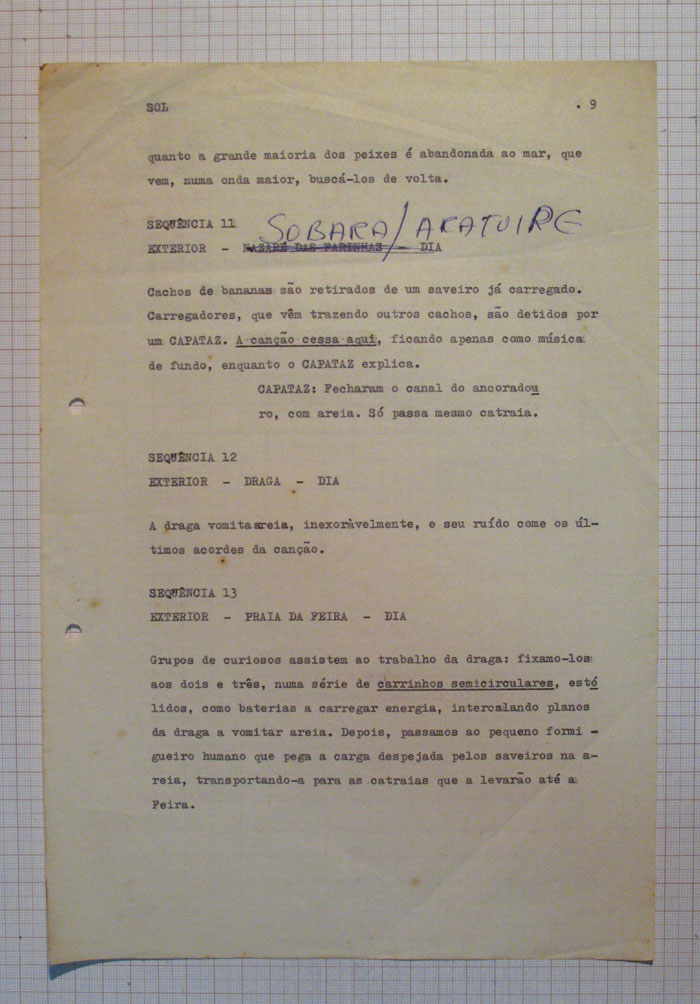 SOL . 9
quanto a grande maioria dos peixes é abandonada ao mar, que
vem, numa onda maior, buscá-los de volta.
SEQUÊNCIA 11 SOBARA/ARATUIRE
EXTERIOR - NAZARÉ DAS FARINHAS - DIA
Cachos de bananas são retirados de um saveiro já carregado.
Carregadores, que vêm trazendo outros cachos, são detidos por
um CAPATAZ. A canção cessa aqui, ficando apenas como música
de fundo, enquanto o CAPATAZ explica.
CAPATAZ: Fecharam o canal do ancoradou
ro, com areia. Só passa mesmo catraia.
SEQUÊNCIA 12
EXTERIOR - DRAGA - DIA
A draga vomita areia, inexoràvelmente, e seu ruído come os úl-
timos acordes da canção.
SEQUÊNCIA 13
EXTERIOR - PRAIA DA FEIRA - DIA
Grupos de curiosos assistem ao trabalho da draga: fixamo-los
aos dois e três, numa série de carrinhos semicirculares, estó
lidos, como baterias a carregar energia, intercalando planos
da draga a vomitar areia. Depois, passamos ao pequeno formi -
gueiro humano que pega a carga despejada pelos saveiros na a-
reia, transportando-a para as catraias que a levarão até a
Feira.